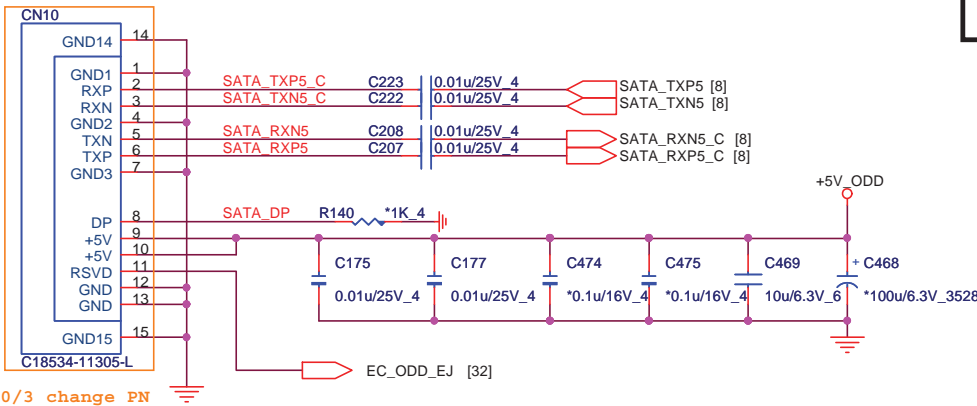 CN10
GND14 14
GND1 1
RXP 2 SATA_TXP5_C C223 0.01u/25V_4 SATA_TXP5 [8]
RXN 3 SATA_TXN5_C C222 0.01u/25V_4 SATA_TXN5 [8]
GND2 4
TXN 5 SATA_RXN5 C208 0.01u/25V_4 SATA_RXN5_C [8]
TXP 6 SATA_RXP5 C207 0.01u/25V_4 SATA_RXP5_C [8]
GND3 7
+5V_ODD
DP 8 SATA_DP R140 *1K_4
+5V 9
+5V 10
RSVD 11
GND 12
GND 13
GND15 15
C175 C177 C474 C475 C469 + C468
0.01u/25V_4 0.01u/25V_4 *0.1u/16V_4 *0.1u/16V_4 10u/6.3V_6 *100u/6.3V_3528
C18534-11305-L
EC_ODD_EJ [32]
0/3 change PN